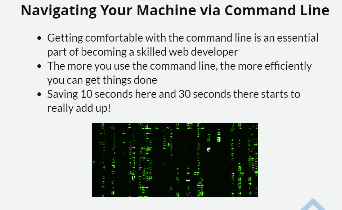 Navigating Your Machine via Command Line
• Getting comfortable with the command line is an essential
part of becoming a skilled web developer
• The more you use the command line, the more efficiently
you can get things done
• Saving 10 seconds here and 30 seconds there starts to
really add up!